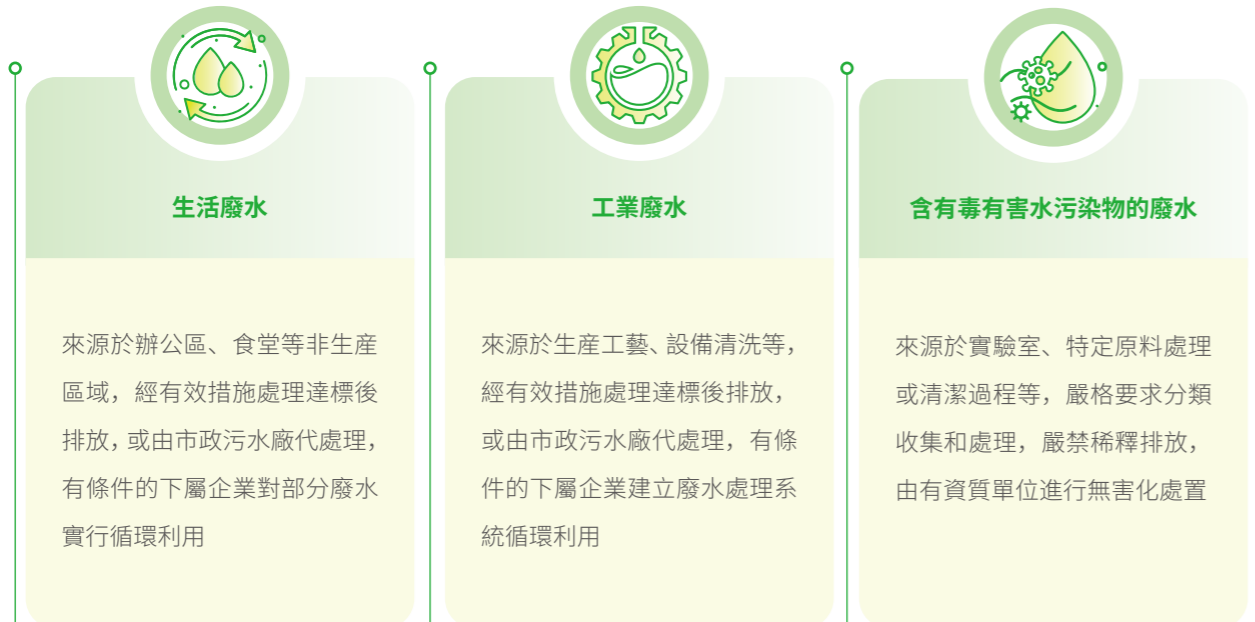 生活廢水
來源於辦公區、食堂等非生産
區域，經有效措施處理達標後
排放，或由市政污水廠代處理，
有條件的下屬企業對部分廢水
實行循環利用
工業廢水
來源於生産工藝、設備清洗等，
經有效措施處理達標後排放，
或由市政污水廠代處理，有條
件的下屬企業建立廢水處理系
統循環利用
含有毒有害水污染物的廢水
來源於實驗室、特定原料處理
或清潔過程等，嚴格要求分類
收集和處理，嚴禁稀釋排放，
由有資質單位進行無害化處置